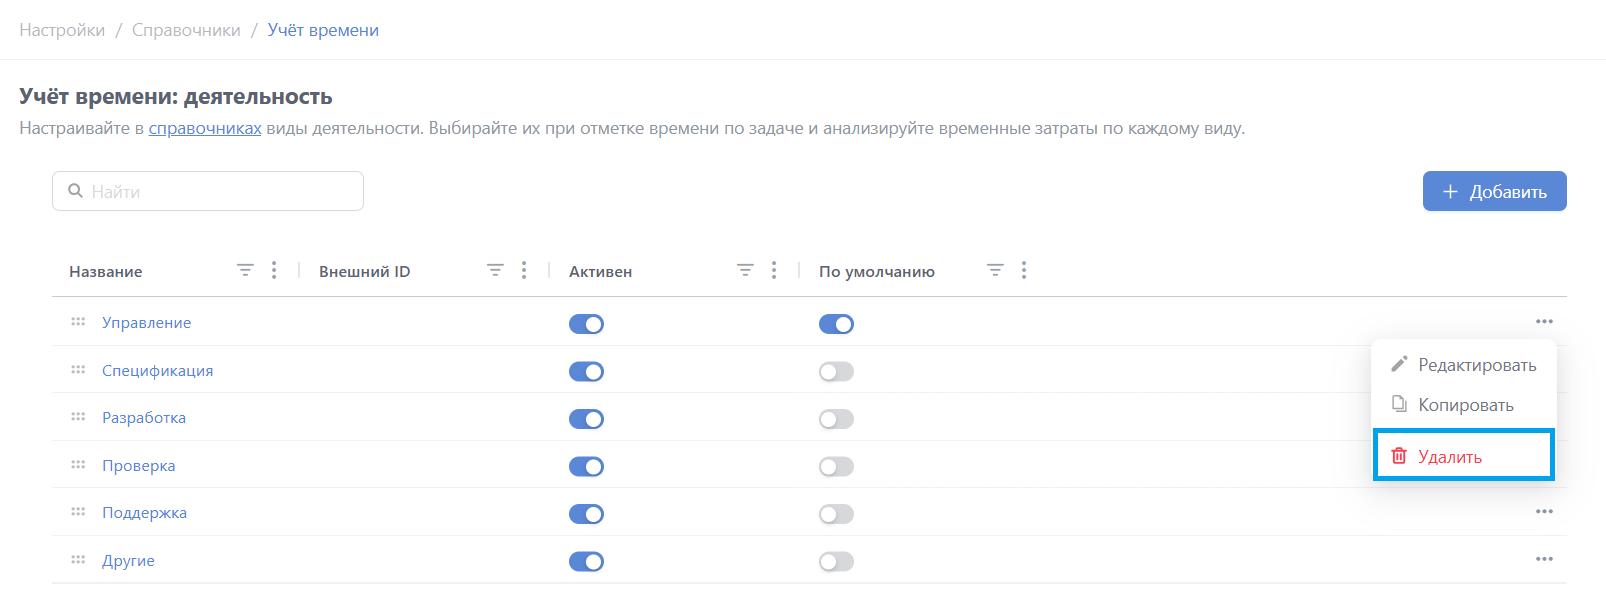 Настройки / Справочники / Учёт времени
Учёт времени: деятельность
Настраивайте в справочниках виды деятельности. Выбирайте их при отметке времени по задаче и анализируйте временные затраты по каждому виду.
Найти
+ Добавить
Название Внешний ID Активен По умолчанию
Управление
Спецификация
Разработка
Проверка
Поддержка
Другие
Редактировать
Копировать
Удалить